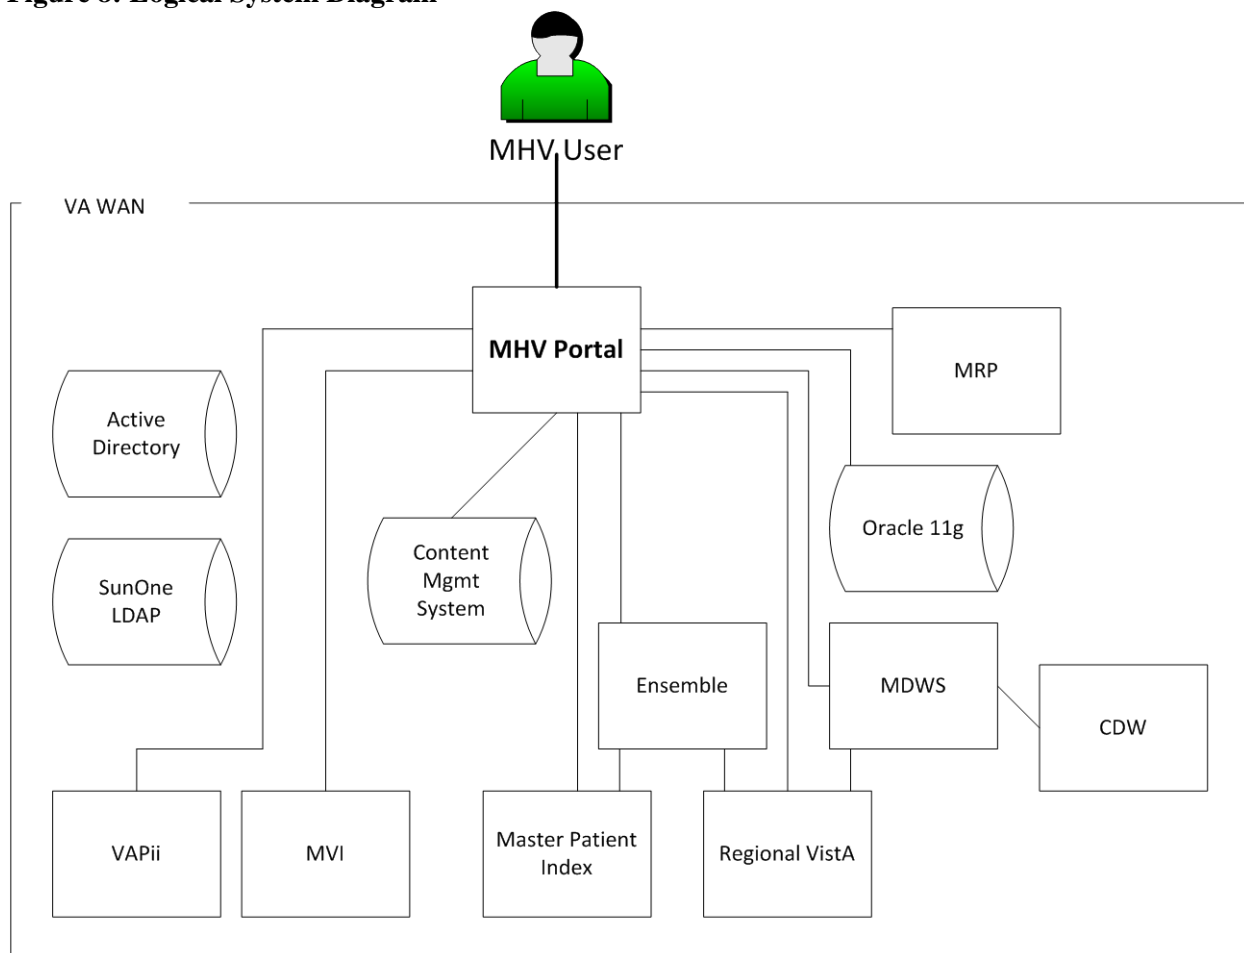 Figure 8: Logical System Diagram
MHV User
VA WAN
MHV Portal
MRP
Active
Directory
Oracle 11g
Content
Mgmt
System
SunOne
LDAP
Ensemble
MDWS
CDW
VAPii
MVI
Master Patient
Index
Regional VistA